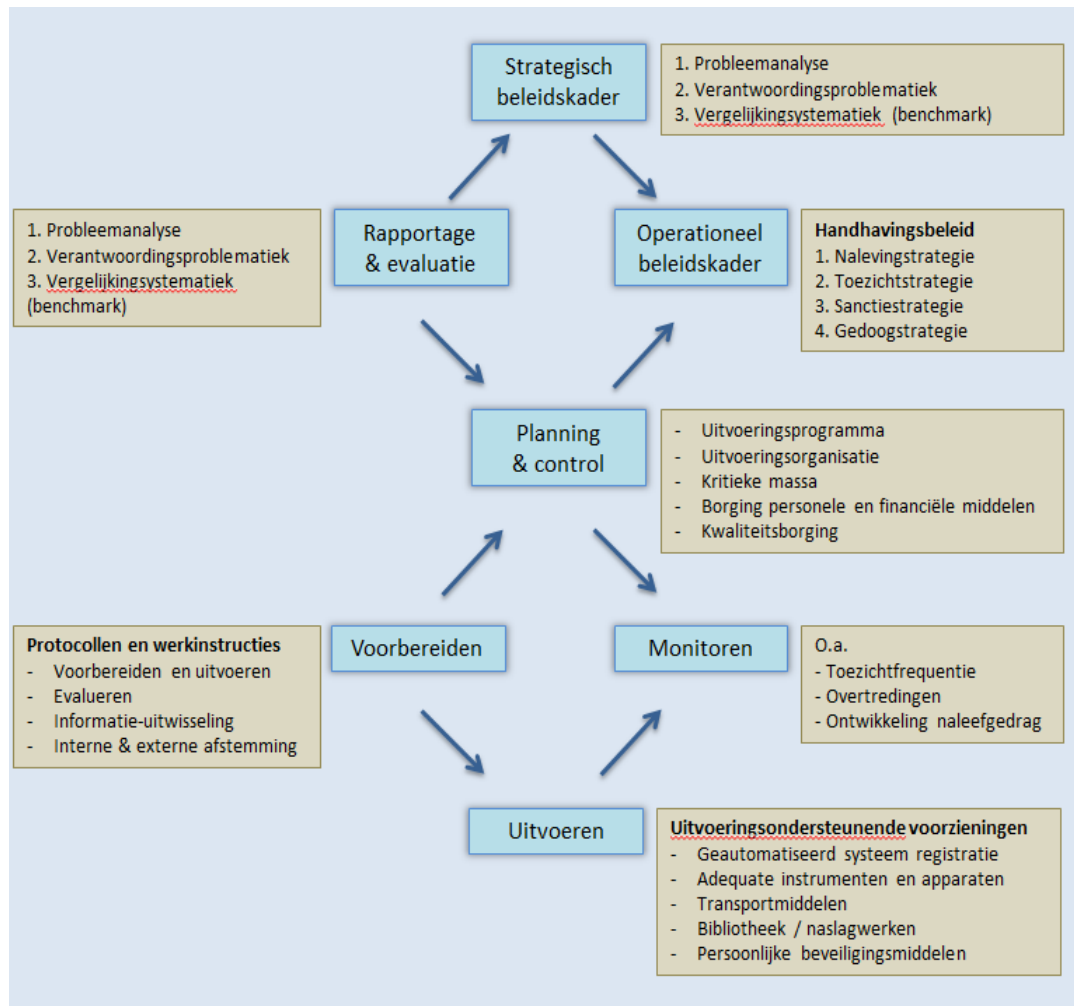 Strategisch
beleidskader
1. Probleemanalyse
2. Verantwoordingsproblematiek
3. Vergelijkingsystematiek (benchmark)
1. Probleemanalyse
2. Verantwoordingsproblematiek
3. Vergelijkingsystematiek
(benchmark)
Rapportage
& evaluatie
Operationeel
beleidskader
Handhavingsbeleid
1. Nalevingstrategie
2. Toezichtstrategie
3. Sanctiestrategie
4. Gedoogstrategie
Planning
& control
- Uitvoeringsprogramma
- Uitvoeringsorganisatie
- Kritieke massa
- Borging personele en financiële middelen
- Kwaliteitsborging
Protocollen en werkinstructies
- Voorbereiden en uitvoeren
- Evalueren
- Informatie-uitwisseling
- Interne & externe afstemming
Voorbereiden
Monitoren
O.a.
- Toezichtfrequentie
- Overtredingen
- Ontwikkeling naleefgedrag
Uitvoeren
Uitvoeringsondersteunende voorzieningen
- Geautomatiseerd systeem registratie
- Adequate instrumenten en apparaten
- Transportmiddelen
- Bibliotheek / naslagwerken
- Persoonlijke beveiligingsmiddelen